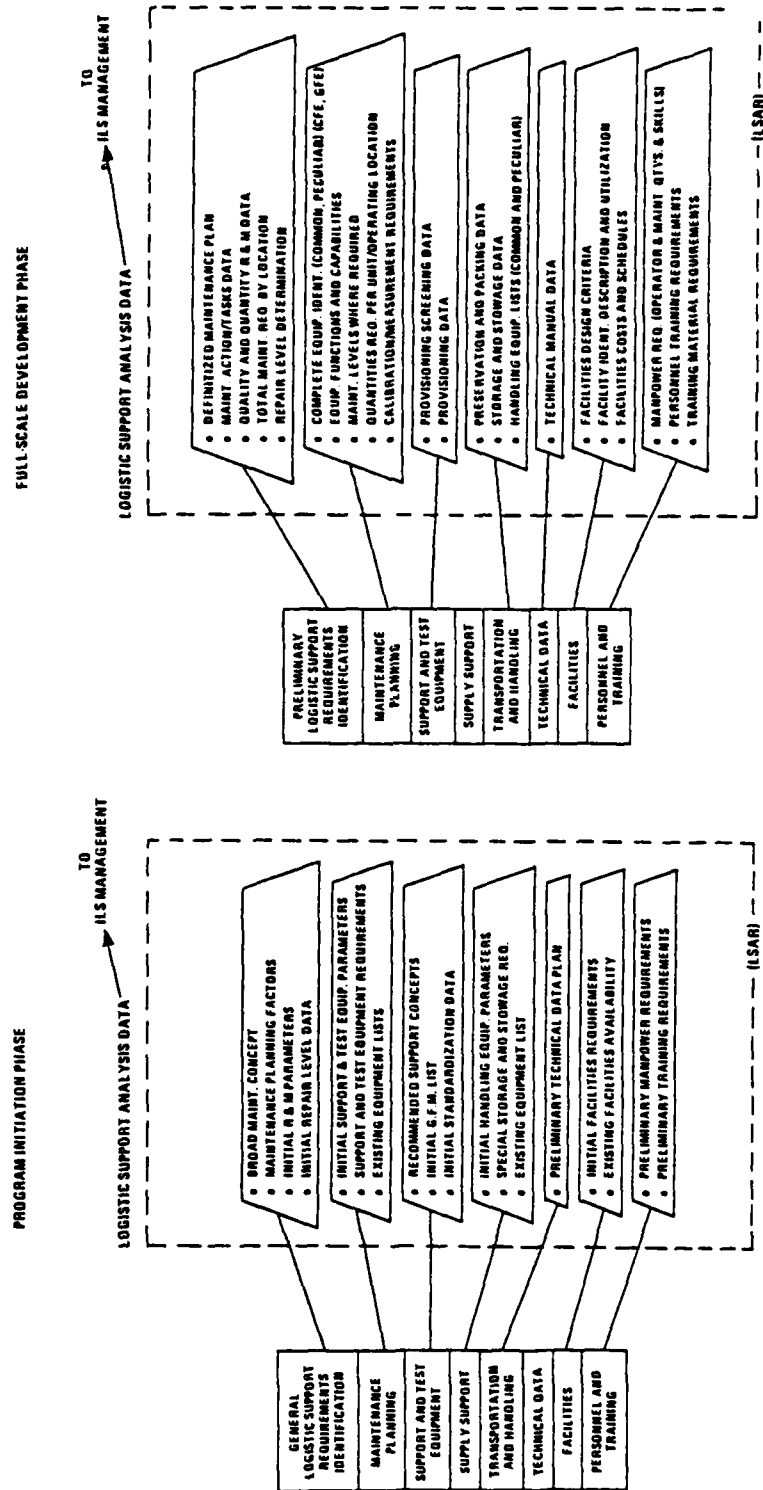 PROGRAM INITIATION PHASE
LOGISTIC SUPPORT ANALYSIS DATA
TO
ILS MANAGEMENT
GENERAL
LOGISTIC SUPPORT
REQUIREMENTS
IDENTIFICATION
MAINTENANCE
PLANNING
SUPPORT AND TEST
EQUIPMENT
SUPPLY SUPPORT
TRANSPORTATION
AND HANDLING
TECHNICAL DATA
FACILITIES
PERSONNEL AND
TRAINING
• BROAD MAINT. CONCEPT
• MAINTENANCE PLANNING FACTORS
• INITIAL R & M PARAMETERS
• INITIAL REPAIR LEVEL DATA
• INITIAL SUPPORT & TEST EQUIP. PARAMETERS
• SUPPORT AND TEST EQUIPMENT REQUIREMENTS
• EXISTING EQUIPMENT LISTS
• RECOMMENDED SUPPORT CONCEPTS
• INITIAL G.F.M. LIST
• INITIAL STANDARDIZATION DATA
• INITIAL HANDLING EQUIP. PARAMETERS
• SPECIAL STORAGE AND STOWAGE REQ.
• EXISTING EQUIPMENT LIST
• PRELIMINARY TECHNICAL DATA PLAN
• INITIAL FACILITIES REQUIREMENTS
• EXISTING FACILITIES AVAILABILITY
• PRELIMINARY MANPOWER REQUIREMENTS
• PRELIMINARY TRAINING REQUIREMENTS
(LSAR)
FULL-SCALE DEVELOPMENT PHASE
LOGISTIC SUPPORT ANALYSIS DATA
TO
ILS MANAGEMENT
PRELIMINARY
LOGISTIC SUPPORT
REQUIREMENTS
IDENTIFICATION
MAINTENANCE
PLANNING
SUPPORT AND TEST
EQUIPMENT
SUPPLY SUPPORT
TRANSPORTATION
AND HANDLING
TECHNICAL DATA
FACILITIES
PERSONNEL AND
TRAINING
• DEFINITIZED MAINTENANCE PLAN
• MAINT. ACTION/TASKS DATA
• QUALITY AND QUANTITY R & M DATA
• TOTAL MAINT. REQ BY LOCATION
• REPAIR LEVEL DETERMINATION
• COMPLETE EQUIP. IDENT. (COMMON, PECULIAR) (CFE, GFE)
• EQUIP. FUNCTIONS AND CAPABILITIES
• MAINT. LEVELS WHERE REQUIRED
• QUANTITIES REQ. PER UNIT/OPERATING LOCATION
• CALIBRATION/MEASUREMENT REQUIREMENTS
• PROVISIONING SCREENING DATA
• PROVISIONING DATA
• PRESERVATION AND PACKING DATA
• STORAGE AND STOWAGE DATA
• HANDLING EQUIP. LISTS (COMMON AND PECULIAR)
• TECHNICAL MANUAL DATA
• FACILITIES DESIGN CRITERIA
• FACILITY IDENT. DESCRIPTION AND UTILIZATION
• FACILITIES COSTS AND SCHEDULES
• MANPOWER REQ. (OPERATOR & MAINT. QTYS. & SKILLS)
• PERSONNEL TRAINING REQUIREMENTS
• TRAINING MATERIAL REQUIREMENTS
(LSAR)